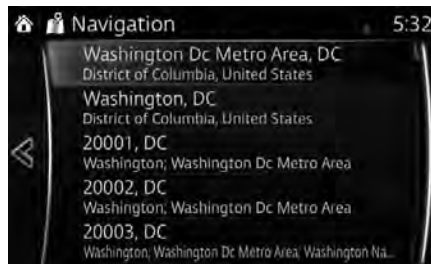 Navigation 5:32
Washington Dc Metro Area, DC
District of Columbia, United States
Washington, DC
District of Columbia, United States
20001, DC
Washington; Washington Dc Metro Area
20002, DC
Washington; Washington Dc Metro Area
20003, DC
Washington; Washington Dc Metro Area; Washington Na...